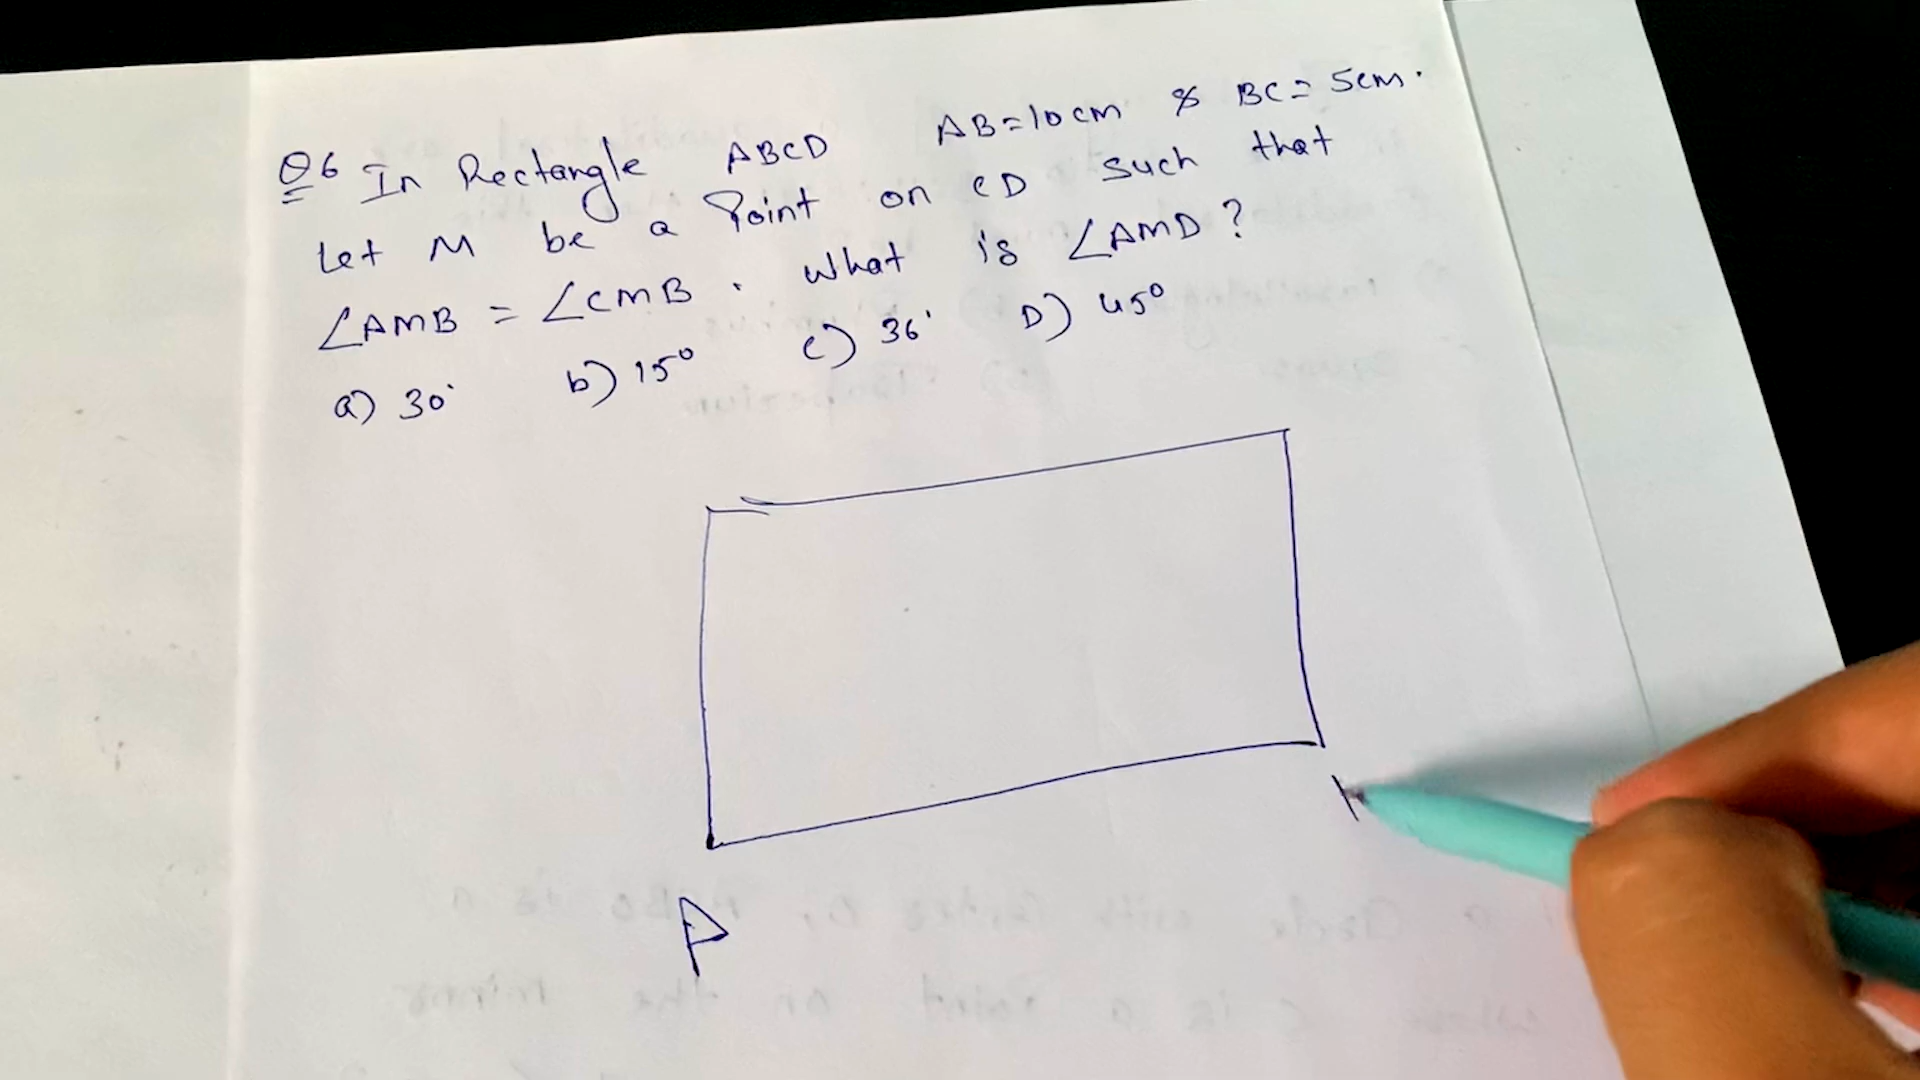 Q6 In Rectangle ABCD AB=10cm & BC=5cm.
Let M be a Point on CD such that
∠AMB = ∠CMB. What is ∠AMD?
a) 30° b) 15° c) 36° D) 45°
A